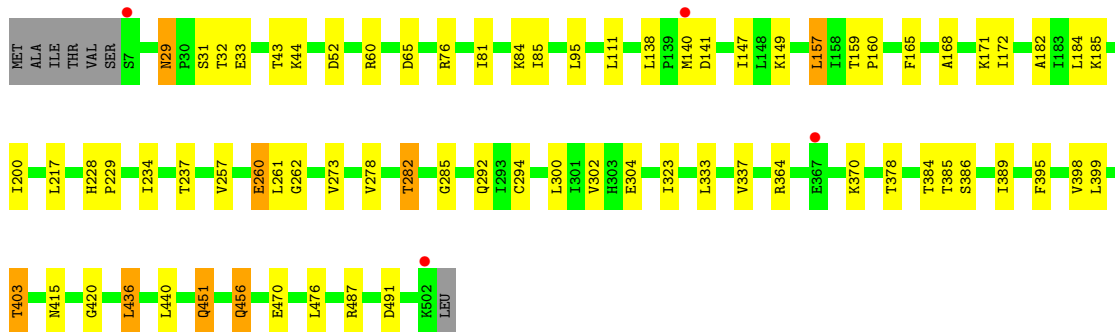 MET ALA ILE THR VAL SER S7 N29 P30 S31 T32 E33 T43 K44 D52 R60 D65 R76 I81 K84 I85 L95 L111 L138 P139 M140 D141 I147 L148 K149 L157 I158 T159 P160 F165 A168 K171 I172 A182 I183 L184 K185
I200 L217 H228 P229 I234 T237 V257 E260 L261 G262 V273 V278 T282 G285 Q292 I293 C294 L300 I301 V302 H303 E304 I323 L333 V337 R364 E367 K370 T378 T384 T385 S386 I389 F395 V398 L399
T403 N415 G420 L436 L440 Q451 Q456 E470 L476 R487 D491 K502 LEU